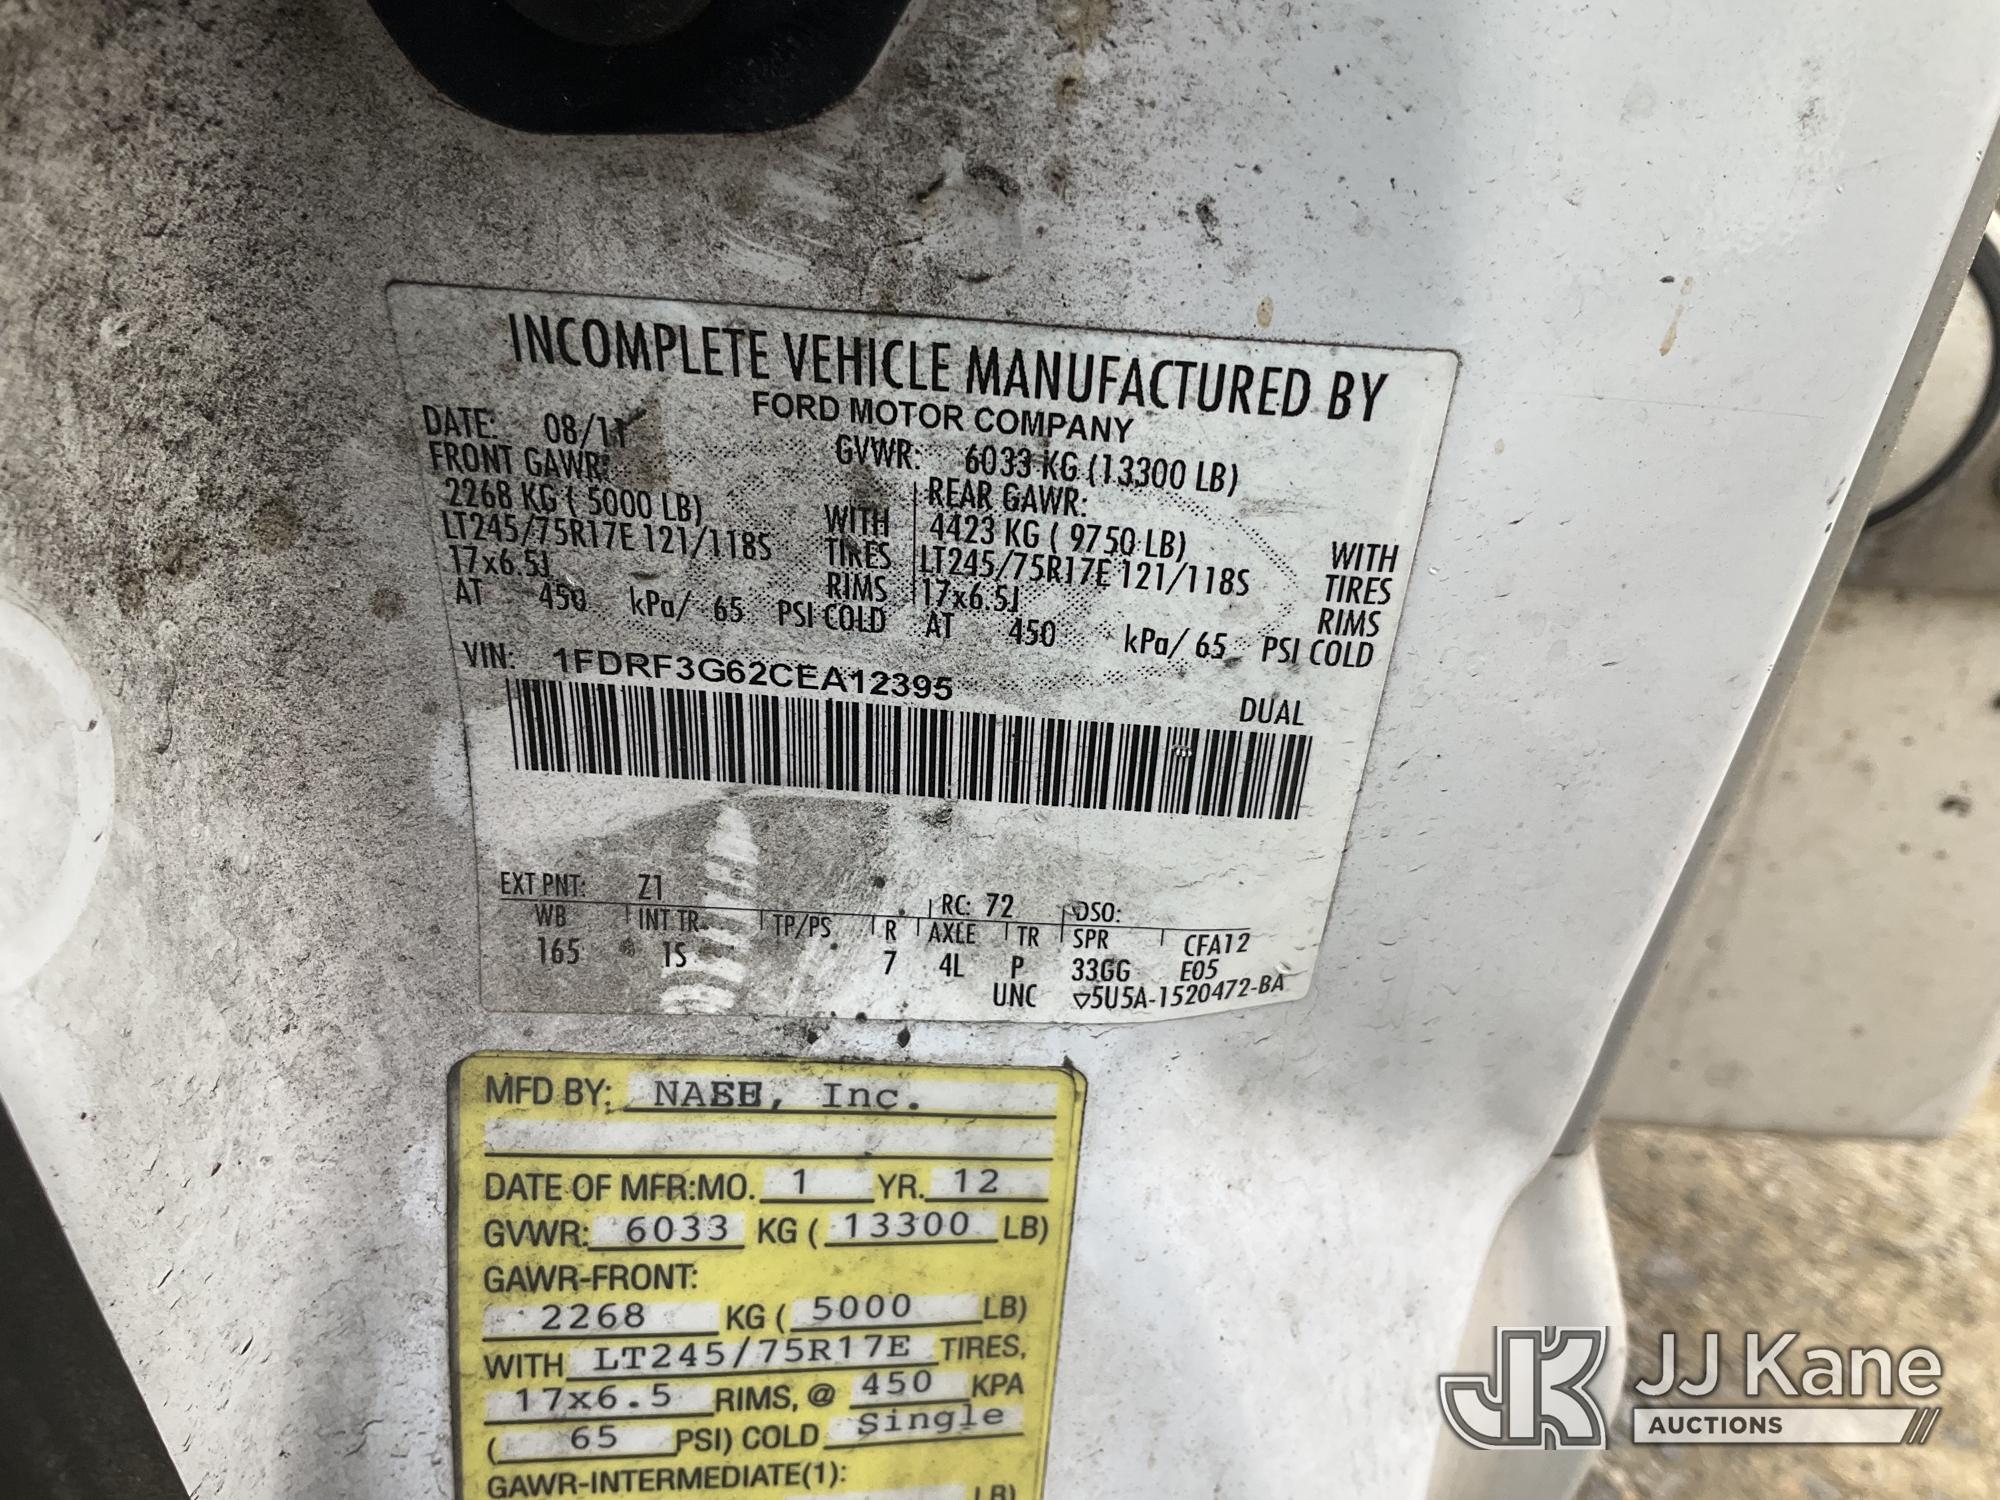 INCOMPLETE VEHICLE MANUFACTURED BY
FORD MOTOR COMPANY
DATE: 08/11 GVWR: 6033 KG (13300 LB)
FRONT GAWR: REAR GAWR:
2268 KG ( 5000 LB) WITH 4423 KG ( 9750 LB) WITH
LT245/75R17E 121/118S TIRES LT245/75R17E 121/118S TIRES
17x6.5J RIMS 17x6.5J RIMS
AT 450 kPa/ 65 PSI COLD AT 450 kPa/ 65 PSI COLD
VIN: 1FDRF3G62CEA12395
DUAL
EXT PNT: Z1 RC: 72 DSO:
WB INT TR TP/PS R AXLE TR SPR CFA12
165 TS 7 4L P 33GG E05
UNC ▽5U5A-1520472-BA
MFD BY: Inc.
DATE OF MFR:MO. 1 YR. 12
GVWR: 6033 KG ( 13300 LB)
GAWR-FRONT:
2268 KG ( 5000 LB)
WITH LT245/75R17E TIRES,
17x6.5 RIMS, @ 450 KPA
( 65 PSI) COLD Single
GAWR-INTERMEDIATE(1):
LB)
JK JJ Kane
AUCTIONS